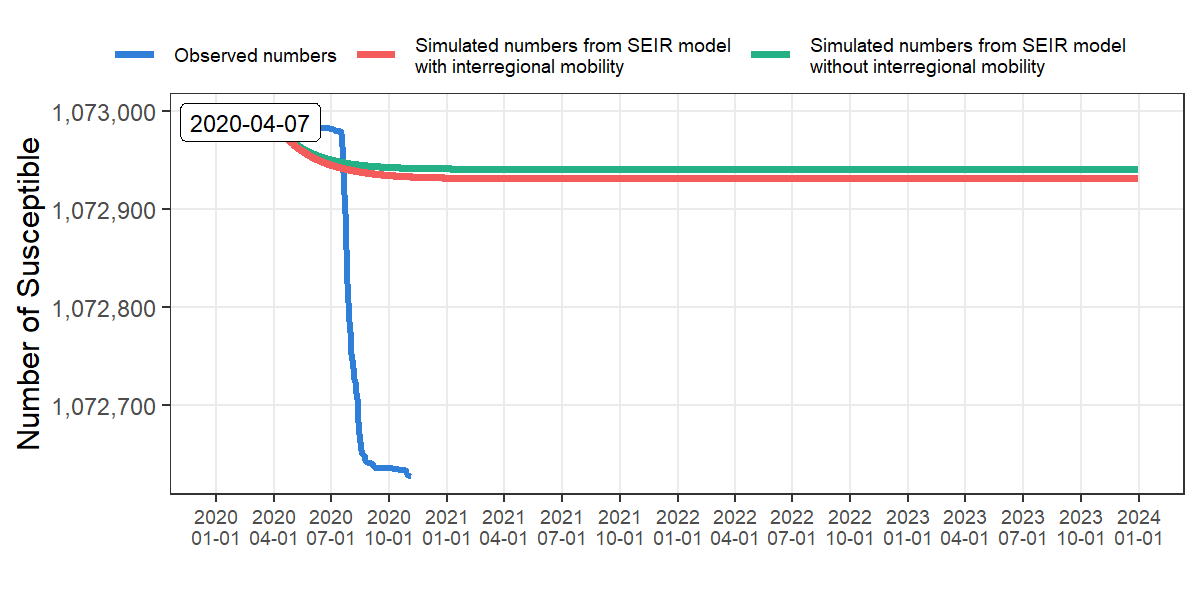 Observed numbers
Simulated numbers from SEIR model
with interregional mobility
Simulated numbers from SEIR model
without interregional mobility
Number of Susceptible
1,073,000
1,072,900
1,072,800
1,072,700
2020-04-07
2020 2020 2020 2020 2021 2021 2021 2021 2022 2022 2022 2022 2023 2023 2023 2023 2024
01-01 04-01 07-01 10-01 01-01 04-01 07-01 10-01 01-01 04-01 07-01 10-01 01-01 04-01 07-01 10-01 01-01